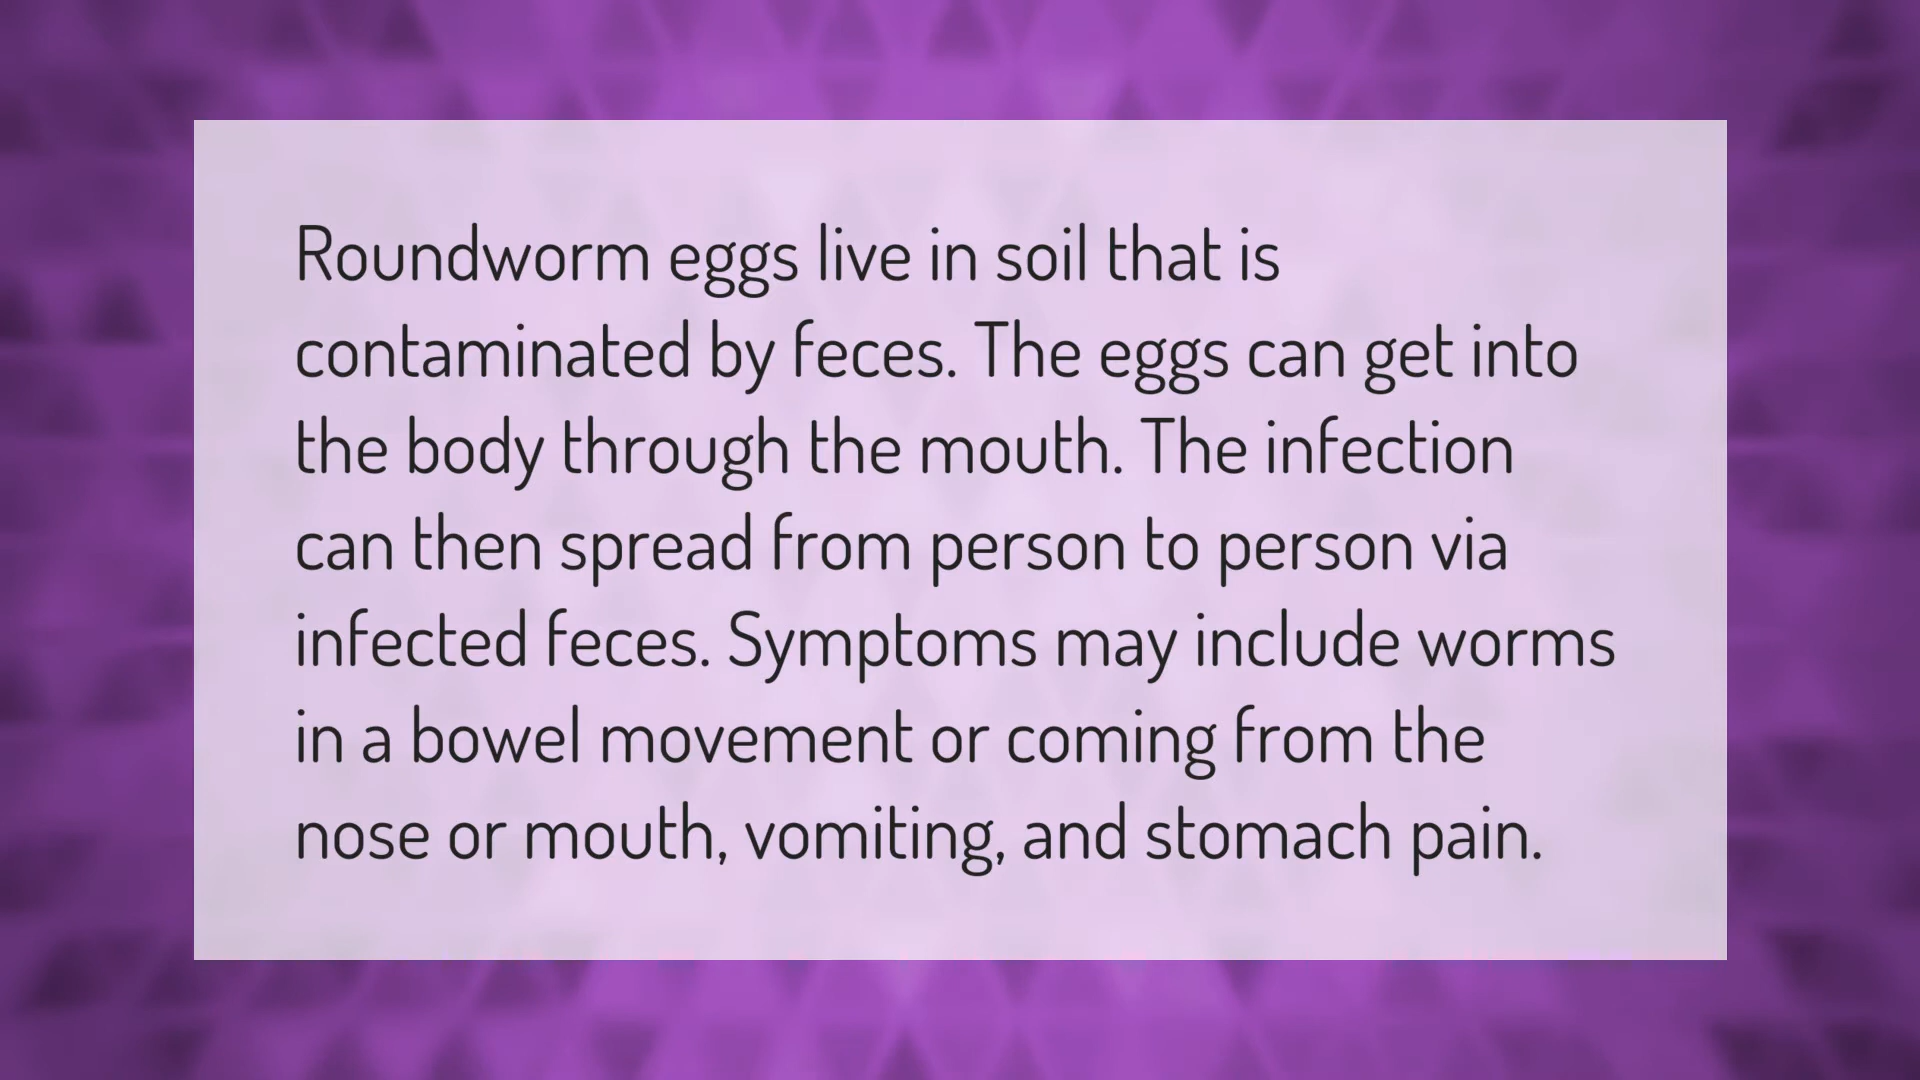 Roundworm eggs live in soil that is
contaminated by feces. The eggs can get into
the body through the mouth. The infection
can then spread from person to person via
infected feces. Symptoms may include worms
in a bowel movement or coming from the
nose or mouth, vomiting, and stomach pain.